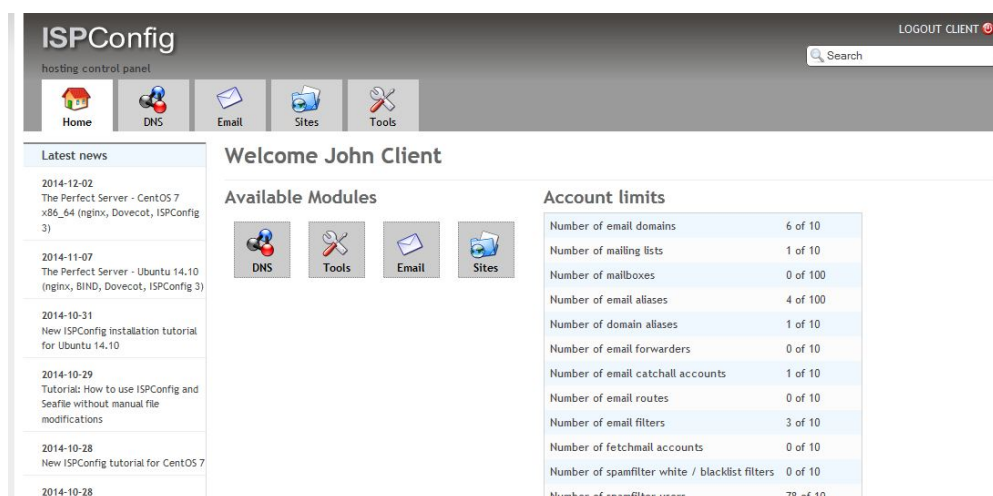 ISPConfig
hosting control panel
LOGOUT CLIENT
Search
Home
DNS
Email
Sites
Tools
Latest news
2014-12-02
The Perfect Server - CentOS 7
x86_64 (nginx, Dovecot, ISPConfig
3)
2014-11-07
The Perfect Server - Ubuntu 14.10
(nginx, BIND, Dovecot, ISPConfig 3)
2014-10-31
New ISPConfig installation tutorial
for Ubuntu 14.10
2014-10-29
Tutorial: How to use ISPConfig and
Seafile without manual file
modifications
2014-10-28
New ISPConfig tutorial for CentOS 7
2014-10-28
Welcome John Client
Available Modules
DNS
Tools
Email
Sites
Account limits
Number of email domains 6 of 10
Number of mailing lists 1 of 10
Number of mailboxes 0 of 100
Number of email aliases 4 of 100
Number of domain aliases 1 of 10
Number of email forwarders 0 of 10
Number of email catchall accounts 1 of 10
Number of email routes 0 of 10
Number of email filters 3 of 10
Number of fetchmail accounts 0 of 10
Number of spamfilter white / blacklist filters 0 of 10
Number of spamfilter users 78 of 10